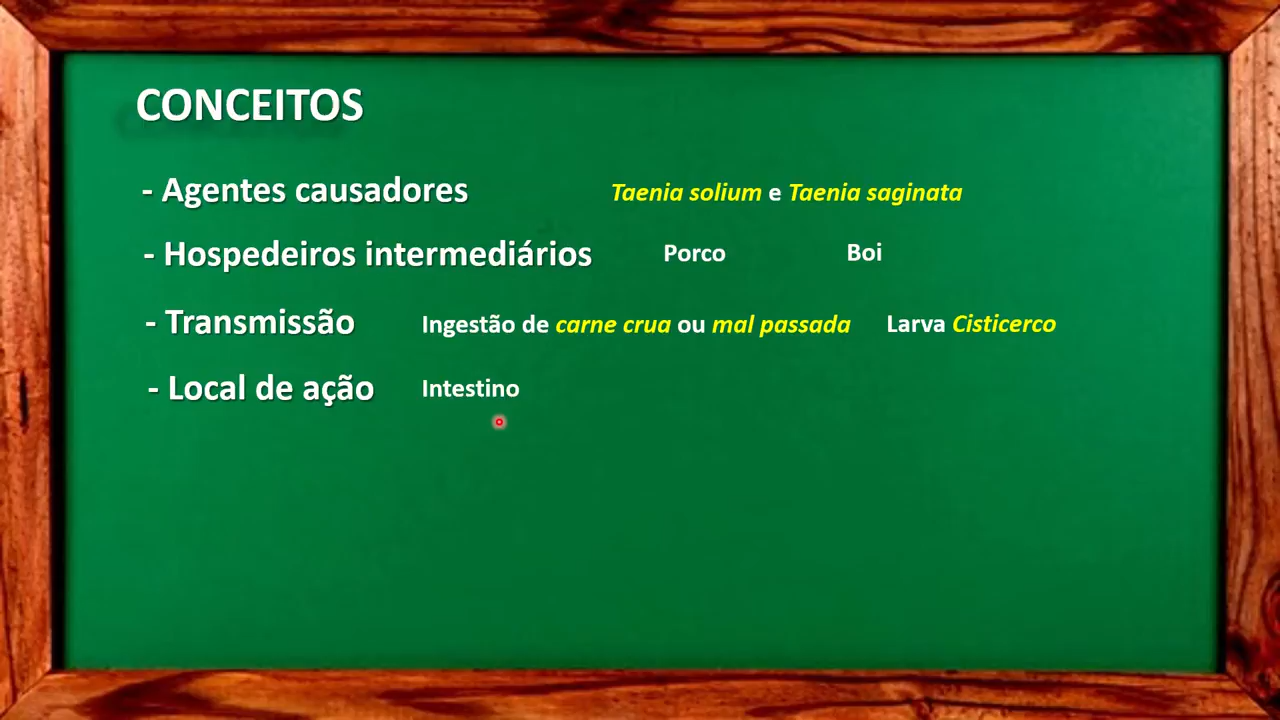 CONCEITOS
- Agentes causadores Taenia solium e Taenia saginata
- Hospedeiros intermediários Porco Boi
- Transmissão Ingestão de carne crua ou mal passada Larva Cisticerco
- Local de ação Intestino